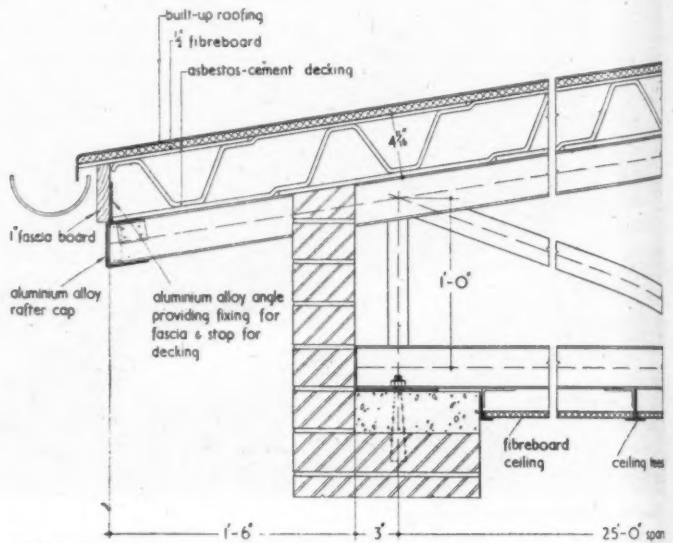 built-up roofing
½" fibreboard
asbestos-cement decking
1" fascia board
aluminium alloy
rafter cap
aluminium alloy angle
providing fixing for
fascia & stop for
decking
1'-0"
fibreboard
ceiling
ceiling tees
1'-6"
3"
25'-0" span